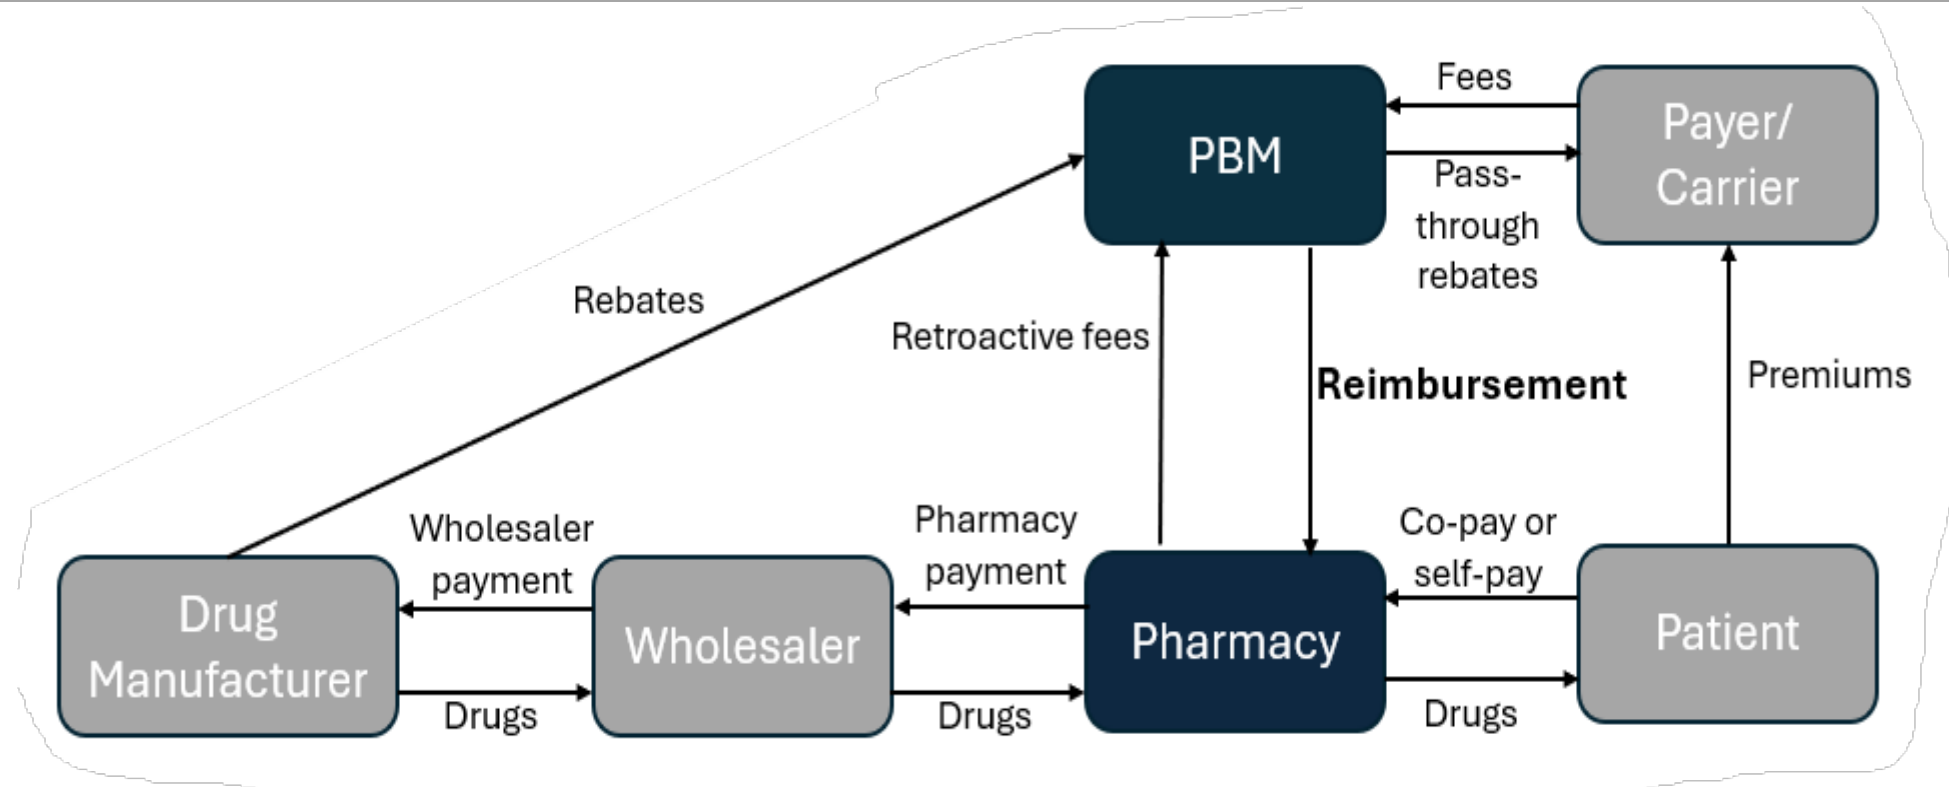 Fees
PBM
Payer/
Carrier
Pass-
through
rebates
Rebates
Retroactive fees
Reimbursement
Premiums
Wholesaler
payment
Pharmacy
payment
Co-pay or
self-pay
Drug
Manufacturer
Wholesaler
Pharmacy
Patient
Drugs
Drugs
Drugs